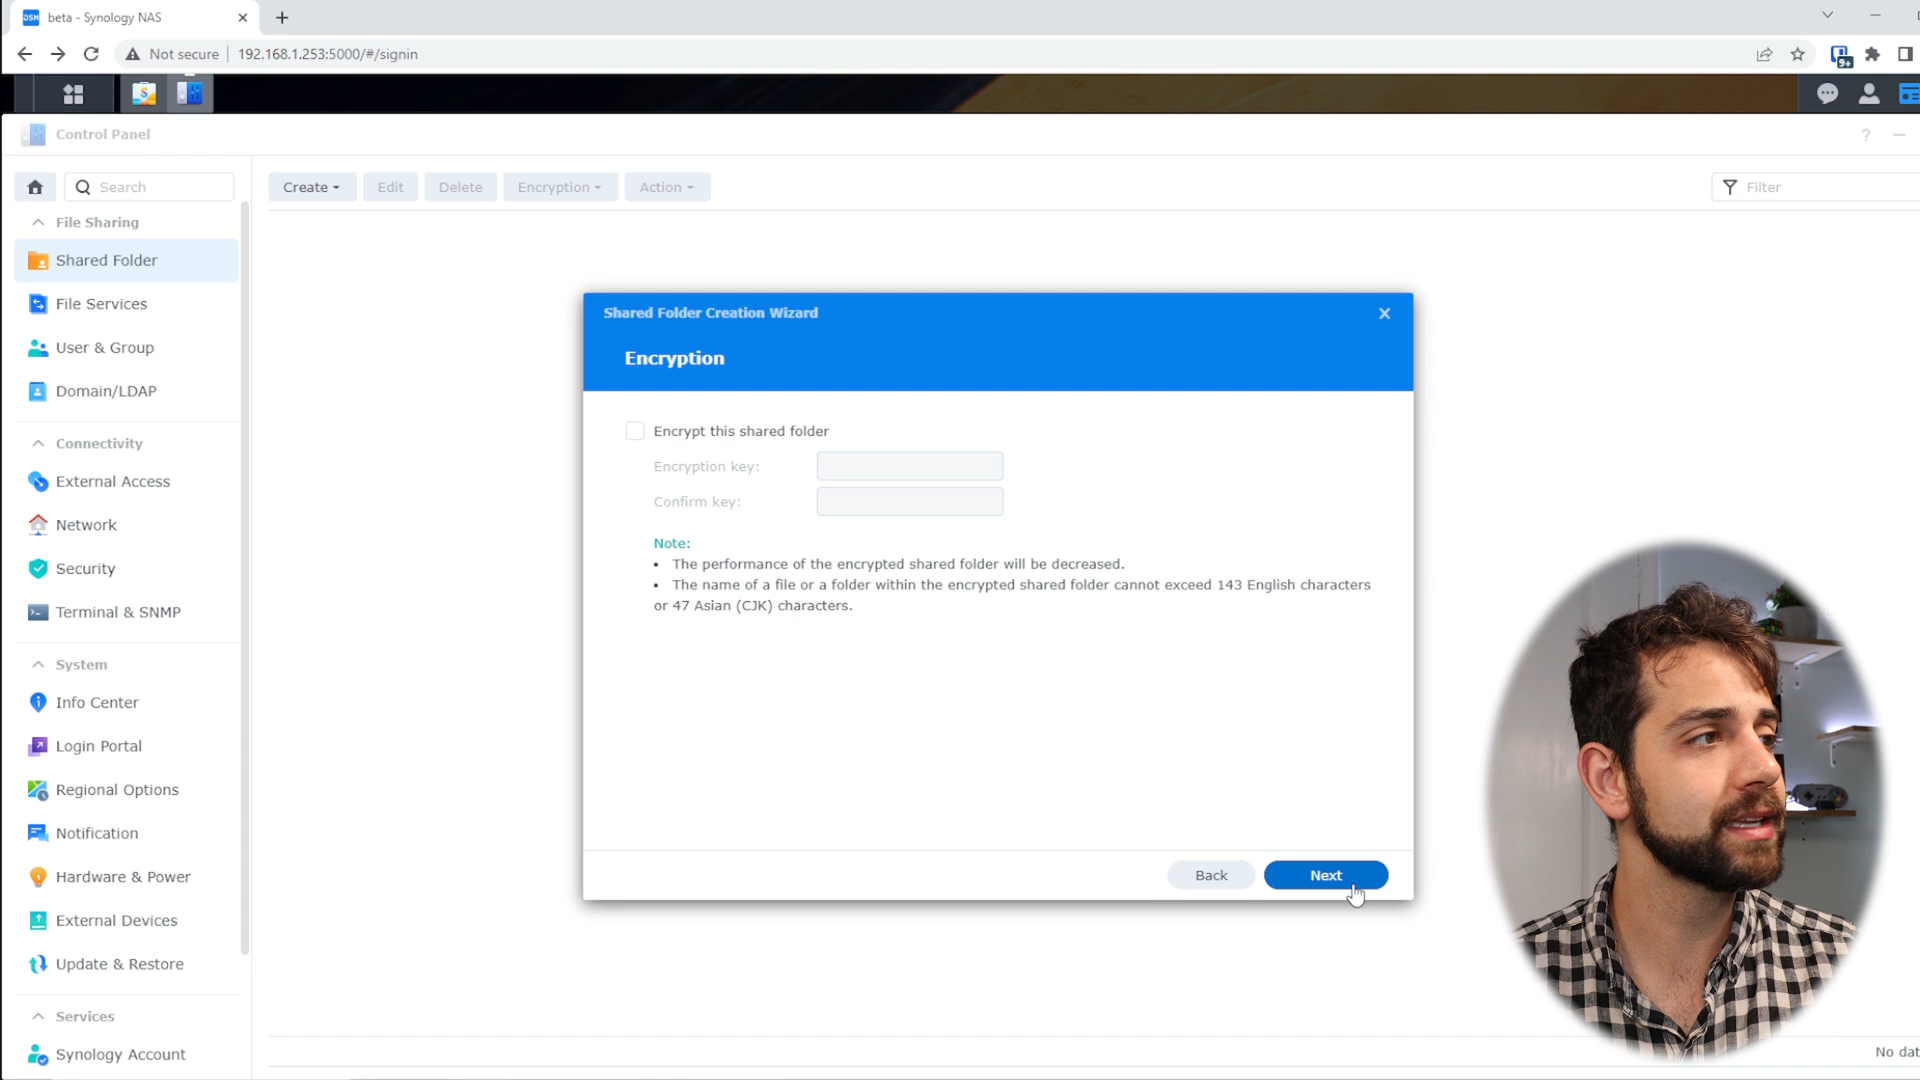 beta - Synology NAS
Not secure
192.168.1.253:5000/#/signin
9+
Control Panel
?
Search
Create
Edit
Delete
Encryption
Action
Filter
File Sharing
Shared Folder
File Services
User & Group
Domain/LDAP
Connectivity
External Access
Network
Security
Terminal & SNMP
System
Info Center
Login Portal
Regional Options
Notification
Hardware & Power
External Devices
Update & Restore
Services
Synology Account
Shared Folder Creation Wizard
Encryption
Encrypt this shared folder
Encryption key:
Confirm key:
Note:
• The performance of the encrypted shared folder will be decreased.
• The name of a file or a folder within the encrypted shared folder cannot exceed 143 English characters
or 47 Asian (CJK) characters.
Back
Next
No dat